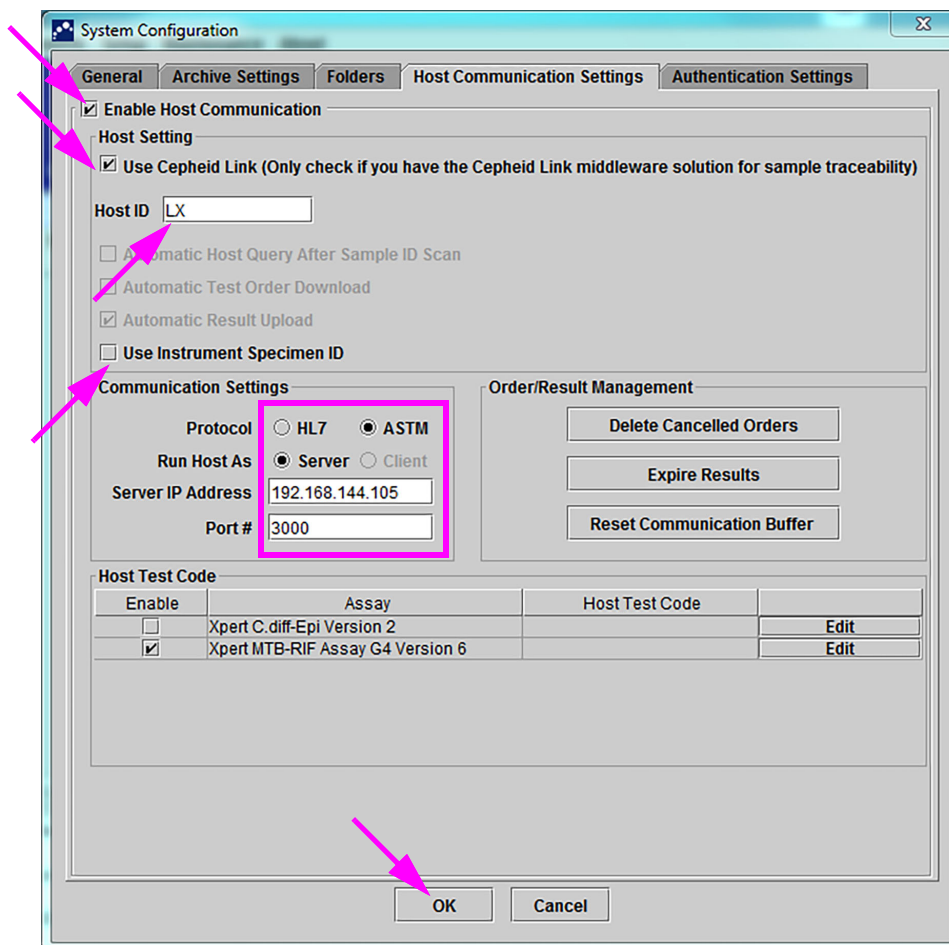 System Configuration
General Archive Settings Folders Host Communication Settings Authentication Settings
Enable Host Communication
Host Setting
Use Cepheid Link (Only check if you have the Cepheid Link middleware solution for sample traceability)
Host ID LX
Automatic Host Query After Sample ID Scan
Automatic Test Order Download
Automatic Result Upload
Use Instrument Specimen ID
Communication Settings Order/Result Management
Protocol HL7 ASTM Delete Cancelled Orders
Run Host As Server Client
Expire Results
Server IP Address 192.168.144.105
Port # 3000 Reset Communication Buffer
Host Test Code
Enable Assay Host Test Code
Xpert C.diff-Epi Version 2 Edit
Xpert MTB-RIF Assay G4 Version 6 Edit
OK Cancel